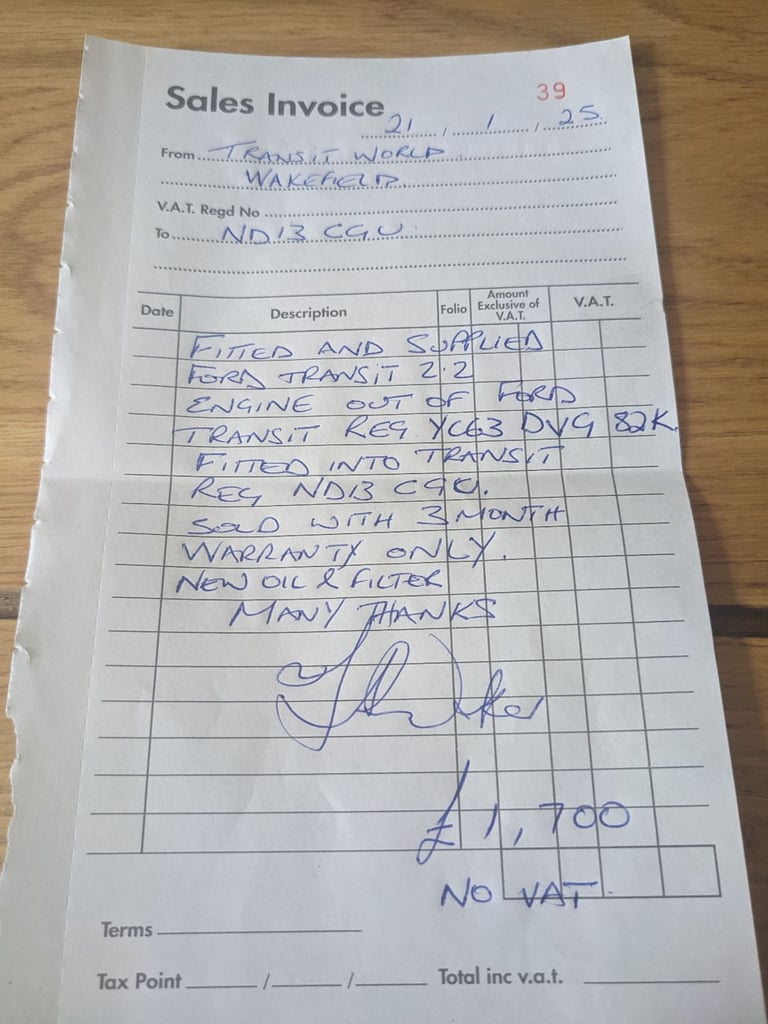 Sales Invoice
39
21 / 1 / 25
From TRANSIT WORLD
WAKEFIELD
V.A.T. Regd No
To ND13 CGU
Date Description Folio Amount Exclusive of V.A.T. V.A.T.
FITTED AND SUPPLIED
FORD TRANSIT 2.2
ENGINE OUT OF FORD
TRANSIT REG YC63 DVG 82K
FITTED INTO TRANSIT
REG ND13 CGU.
SOLD WITH 3 MONTH
WARRANTY ONLY.
NEW OIL & FILTER
MANY THANKS
£1,700
NO VAT.
Terms
Tax Point / / Total inc v.a.t.